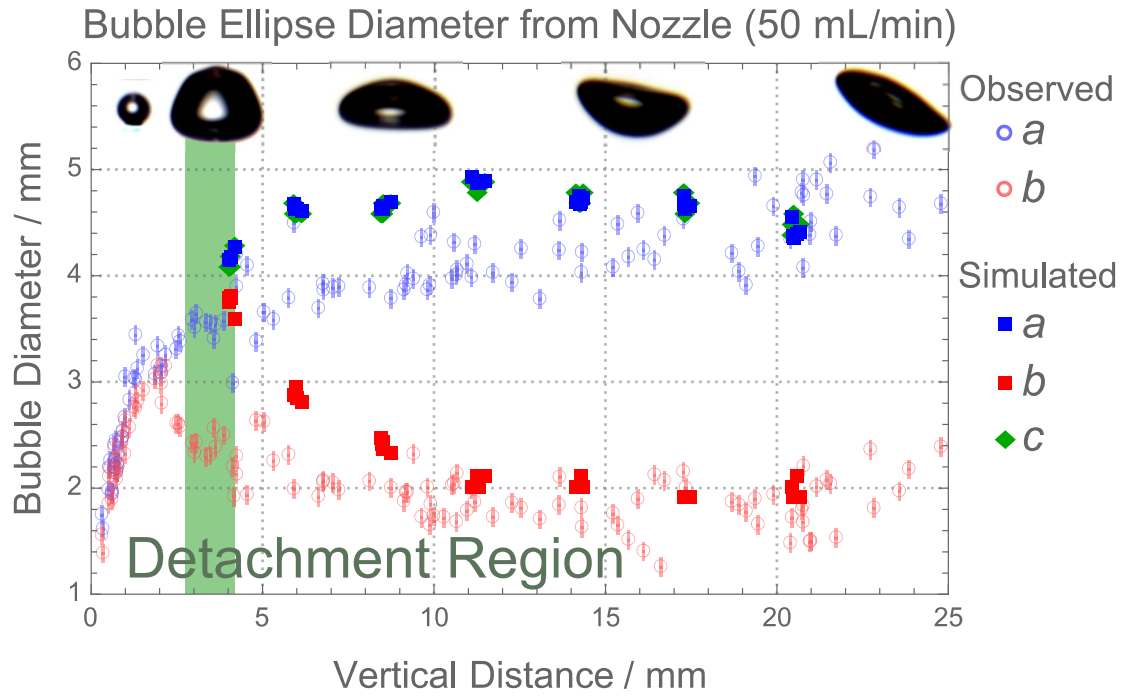 Bubble Ellipse Diameter from Nozzle (50 mL/min)
Bubble Diameter / mm
6
5
4
3
2
1
Detachment Region
0
5
10
15
20
25
Vertical Distance / mm
Observed
a
b
Simulated
a
b
c